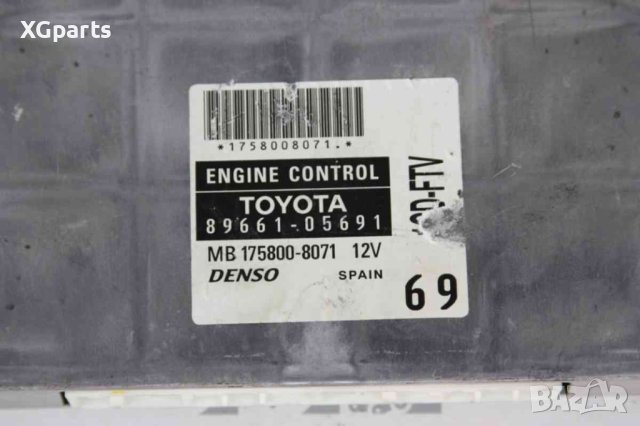 XGparts
*1758008071.*
ENGINE CONTROL
TOYOTA
89661-05691
MB 175800-8071 12V
DENSO SPAIN
69
BAZAR